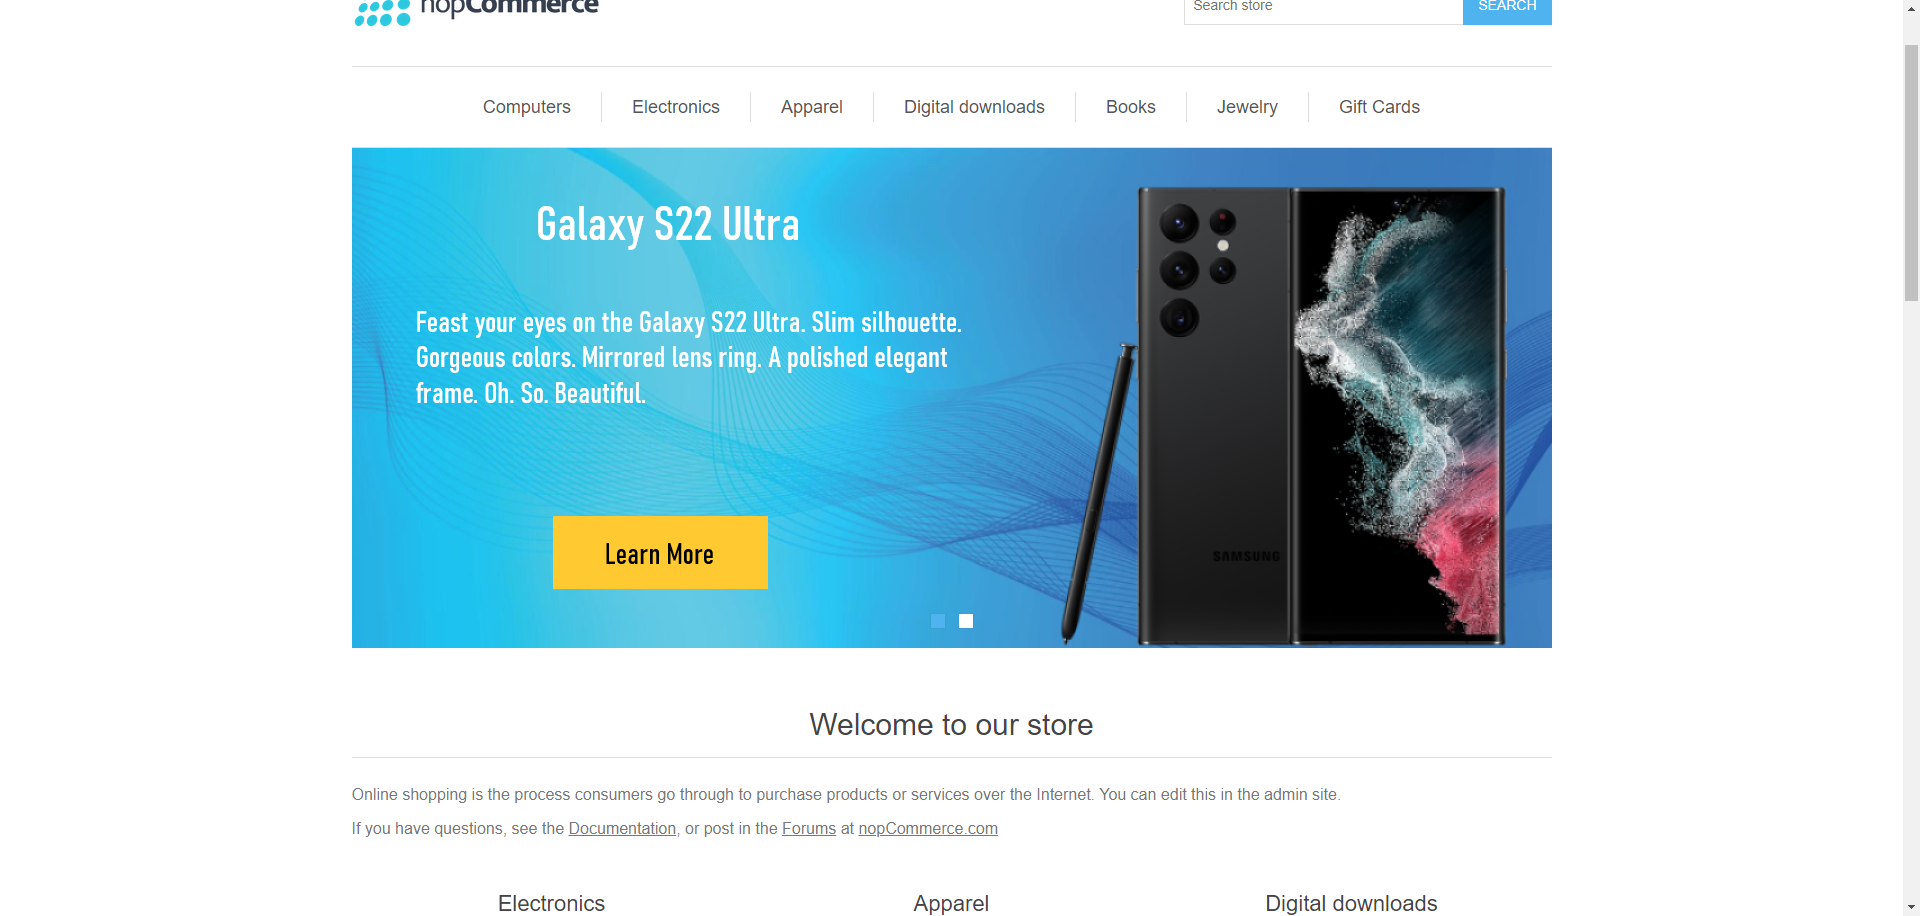 nopCommerce
Search store
SEARCH
Computers
Electronics
Apparel
Digital downloads
Books
Jewelry
Gift Cards
Galaxy S22 Ultra
Feast your eyes on the Galaxy S22 Ultra. Slim silhouette.
Gorgeous colors. Mirrored lens ring. A polished elegant
frame. Oh. So. Beautiful.
Learn More
SAMSUNG
Welcome to our store
Online shopping is the process consumers go through to purchase products or services over the Internet. You can edit this in the admin site.
If you have questions, see the Documentation, or post in the Forums at nopCommerce.com
Electronics
Apparel
Digital downloads